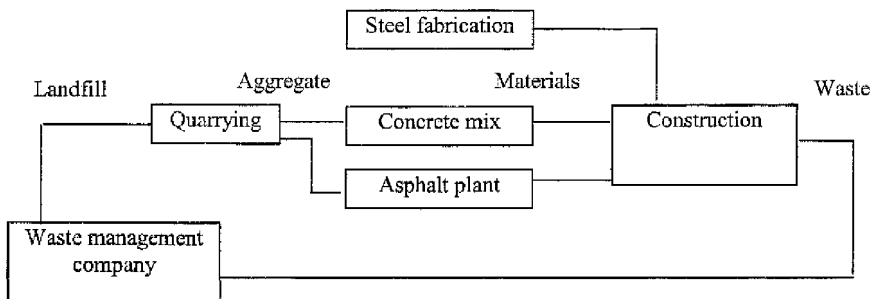 Steel fabrication
Landfill
Aggregate
Materials
Waste
Quarrying
Concrete mix
Construction
Asphalt plant
Waste management
company